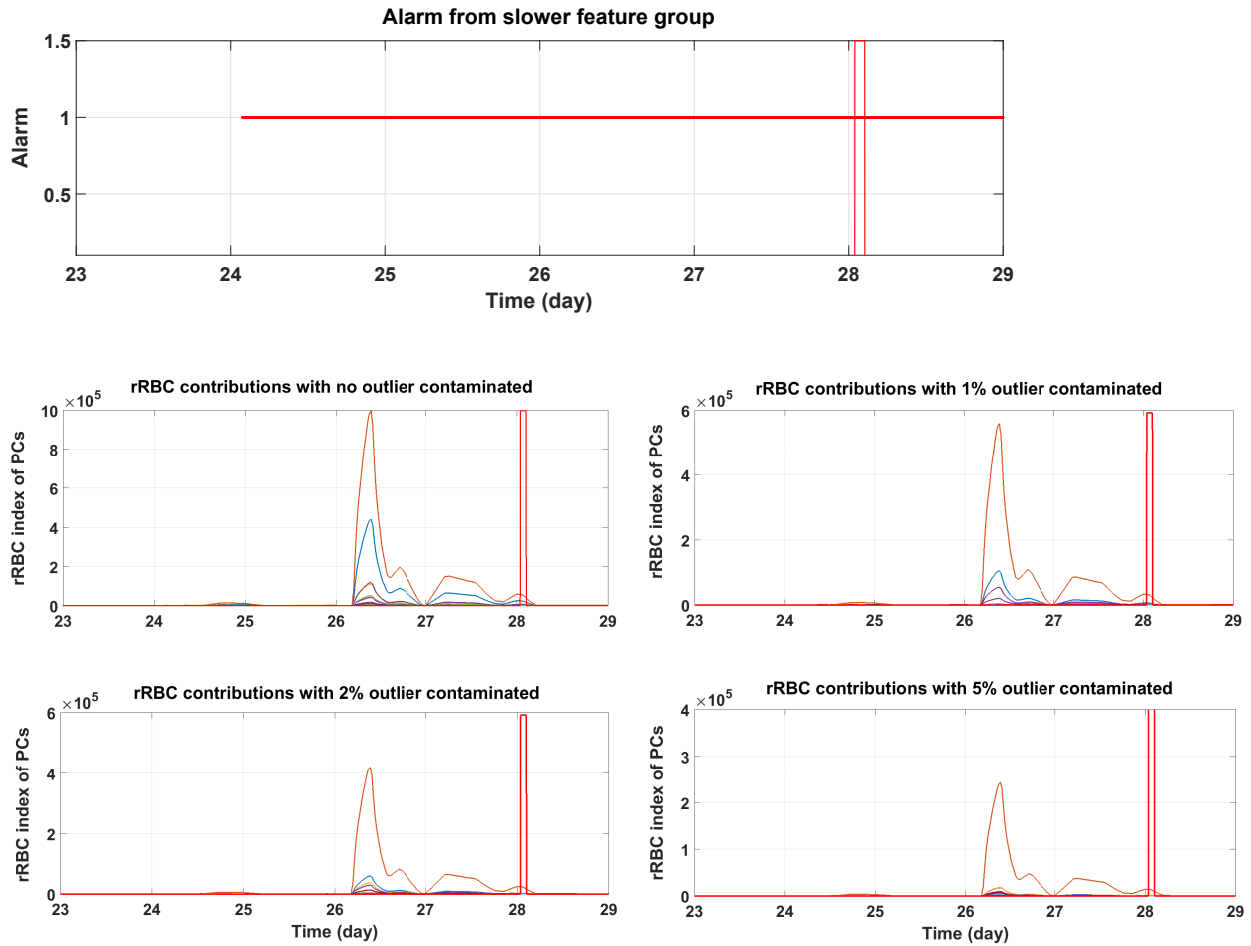 Alarm from slower feature group
Alarm
1.5
1
0.5
23 24 25 26 27 28 29
Time (day)
rRBC contributions with no outlier contaminated
×10^5
rRBC index of PCs
10
8
6
4
2
0
23 24 25 26 27 28 29
rRBC contributions with 1% outlier contaminated
×10^5
rRBC index of PCs
6
4
2
0
23 24 25 26 27 28 29
rRBC contributions with 2% outlier contaminated
×10^5
rRBC index of PCs
6
4
2
0
23 24 25 26 27 28 29
Time (day)
rRBC contributions with 5% outlier contaminated
×10^5
rRBC index of PCs
4
3
2
1
0
23 24 25 26 27 28 29
Time (day)